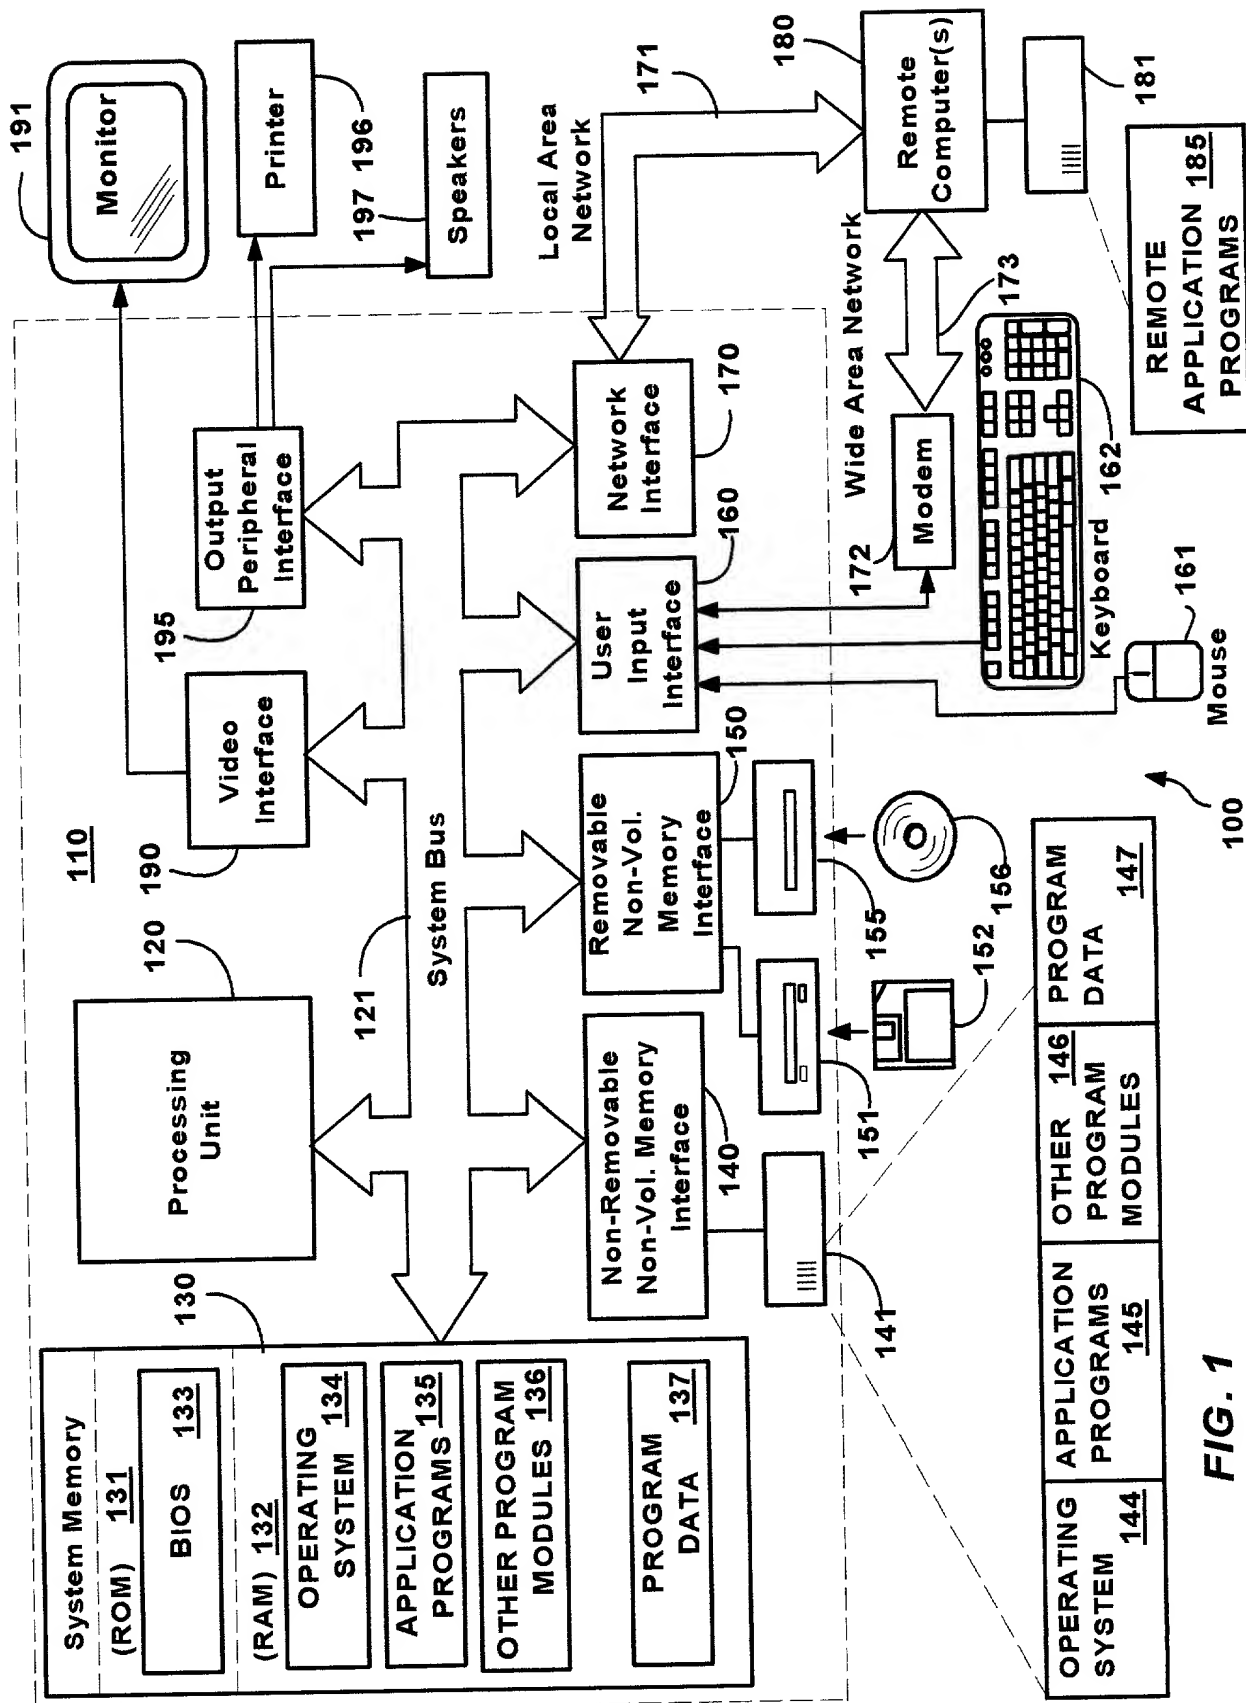 System Memory
(ROM) 131
BIOS 133
(RAM) 132
OPERATING
SYSTEM 134
APPLICATION
PROGRAMS 135
OTHER PROGRAM
MODULES 136
PROGRAM
DATA 137
130
Processing
Unit
120
110
121
System Bus
190
Video
Interface
195
Output
Peripheral
Interface
191
Monitor
Printer
196
197
Speakers
Non-Removable
Non-Vol. Memory
Interface
140
Removable
Non-Vol.
Memory
Interface
150
User
Input
Interface
160
Network
Interface
170
Local Area
Network
171
141
151
155
152
156
172
Modem
Wide Area Network
173
180
Remote
Computer(s)
181
Keyboard
162
Mouse
161
REMOTE
APPLICATION 185
PROGRAMS
OPERATING
SYSTEM 144
APPLICATION
PROGRAMS
145
OTHER 146
PROGRAM
MODULES
PROGRAM
DATA 147
100
FIG. 1